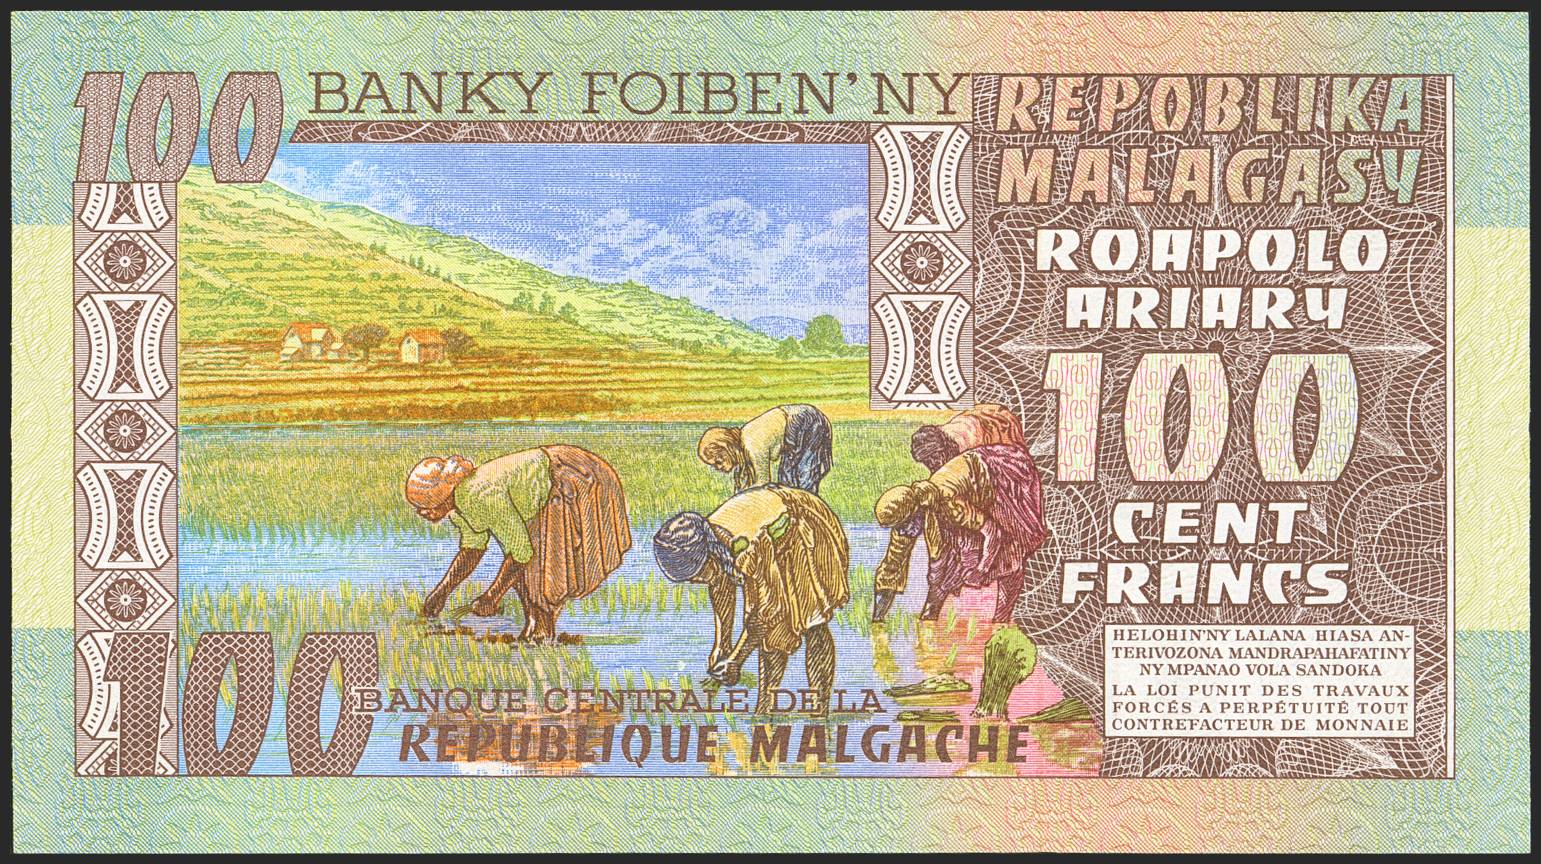 100
BANKY FOIBEN'NY
REPOBLIKA
MALAGASY
ROAPOLO
ARIARY
100
CENT
FRANCS
HELOHIN'NY LALANA HIASA AN-
TERIVOZONA MANDRAPAHAFATINY
NY MPANAO VOLA SANDOKA
LA LOI PUNIT DES TRAVAUX
FORCÉS A PERPÉTUITÉ TOUT
CONTREFACTEUR DE MONNAIE
100
BANQUE CENTRALE DE LA
REPUBLIQUE MALGACHE